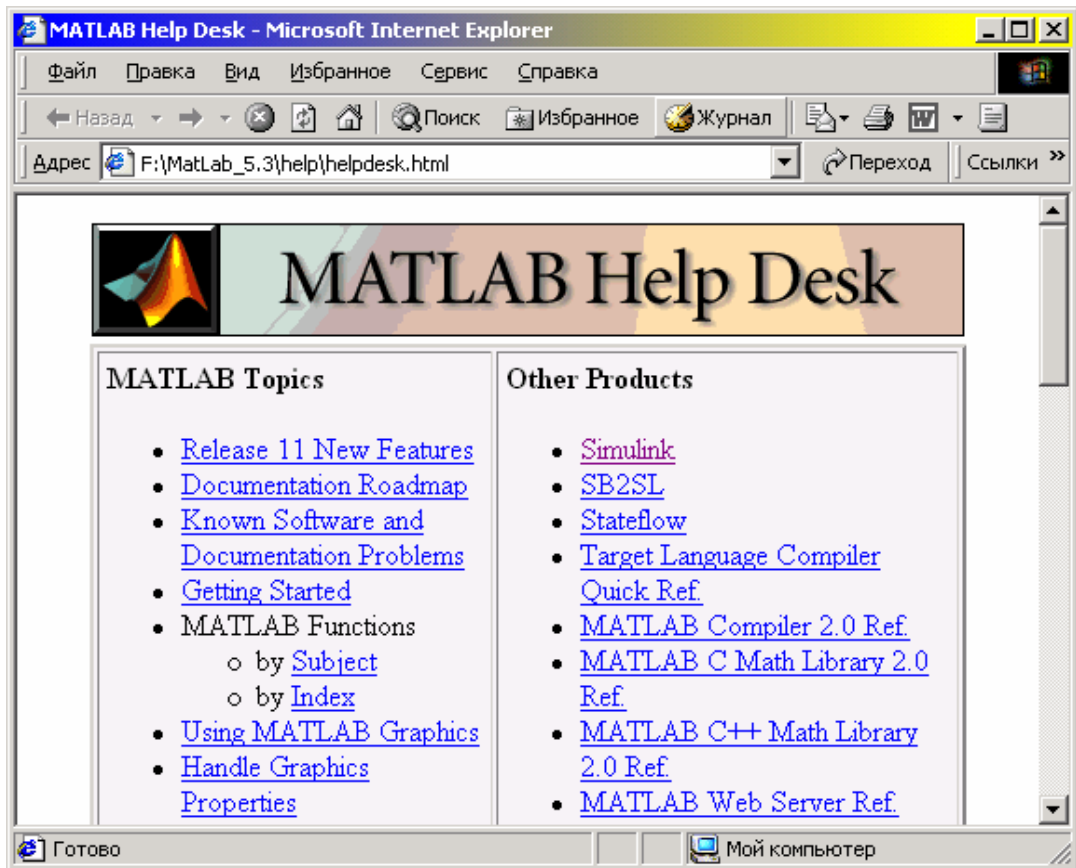 MATLAB Help Desk - Microsoft Internet Explorer
Файл Правка Вид Избранное Сервис Справка
Назад Поиск Избранное Журнал
Адрес F:\MatLab_5.3\help\helpdesk.html Переход Ссылки »
MATLAB Help Desk
MATLAB Topics
• Release 11 New Features
• Documentation Roadmap
• Known Software and
Documentation Problems
• Getting Started
• MATLAB Functions
o by Subject
o by Index
• Using MATLAB Graphics
• Handle Graphics
Properties
Other Products
• Simulink
• SB2SL
• Stateflow
• Target Language Compiler
Quick Ref.
• MATLAB Compiler 2.0 Ref.
• MATLAB C Math Library 2.0
Ref.
• MATLAB C++ Math Library
2.0 Ref.
• MATLAB Web Server Ref.
Готово Мой компьютер